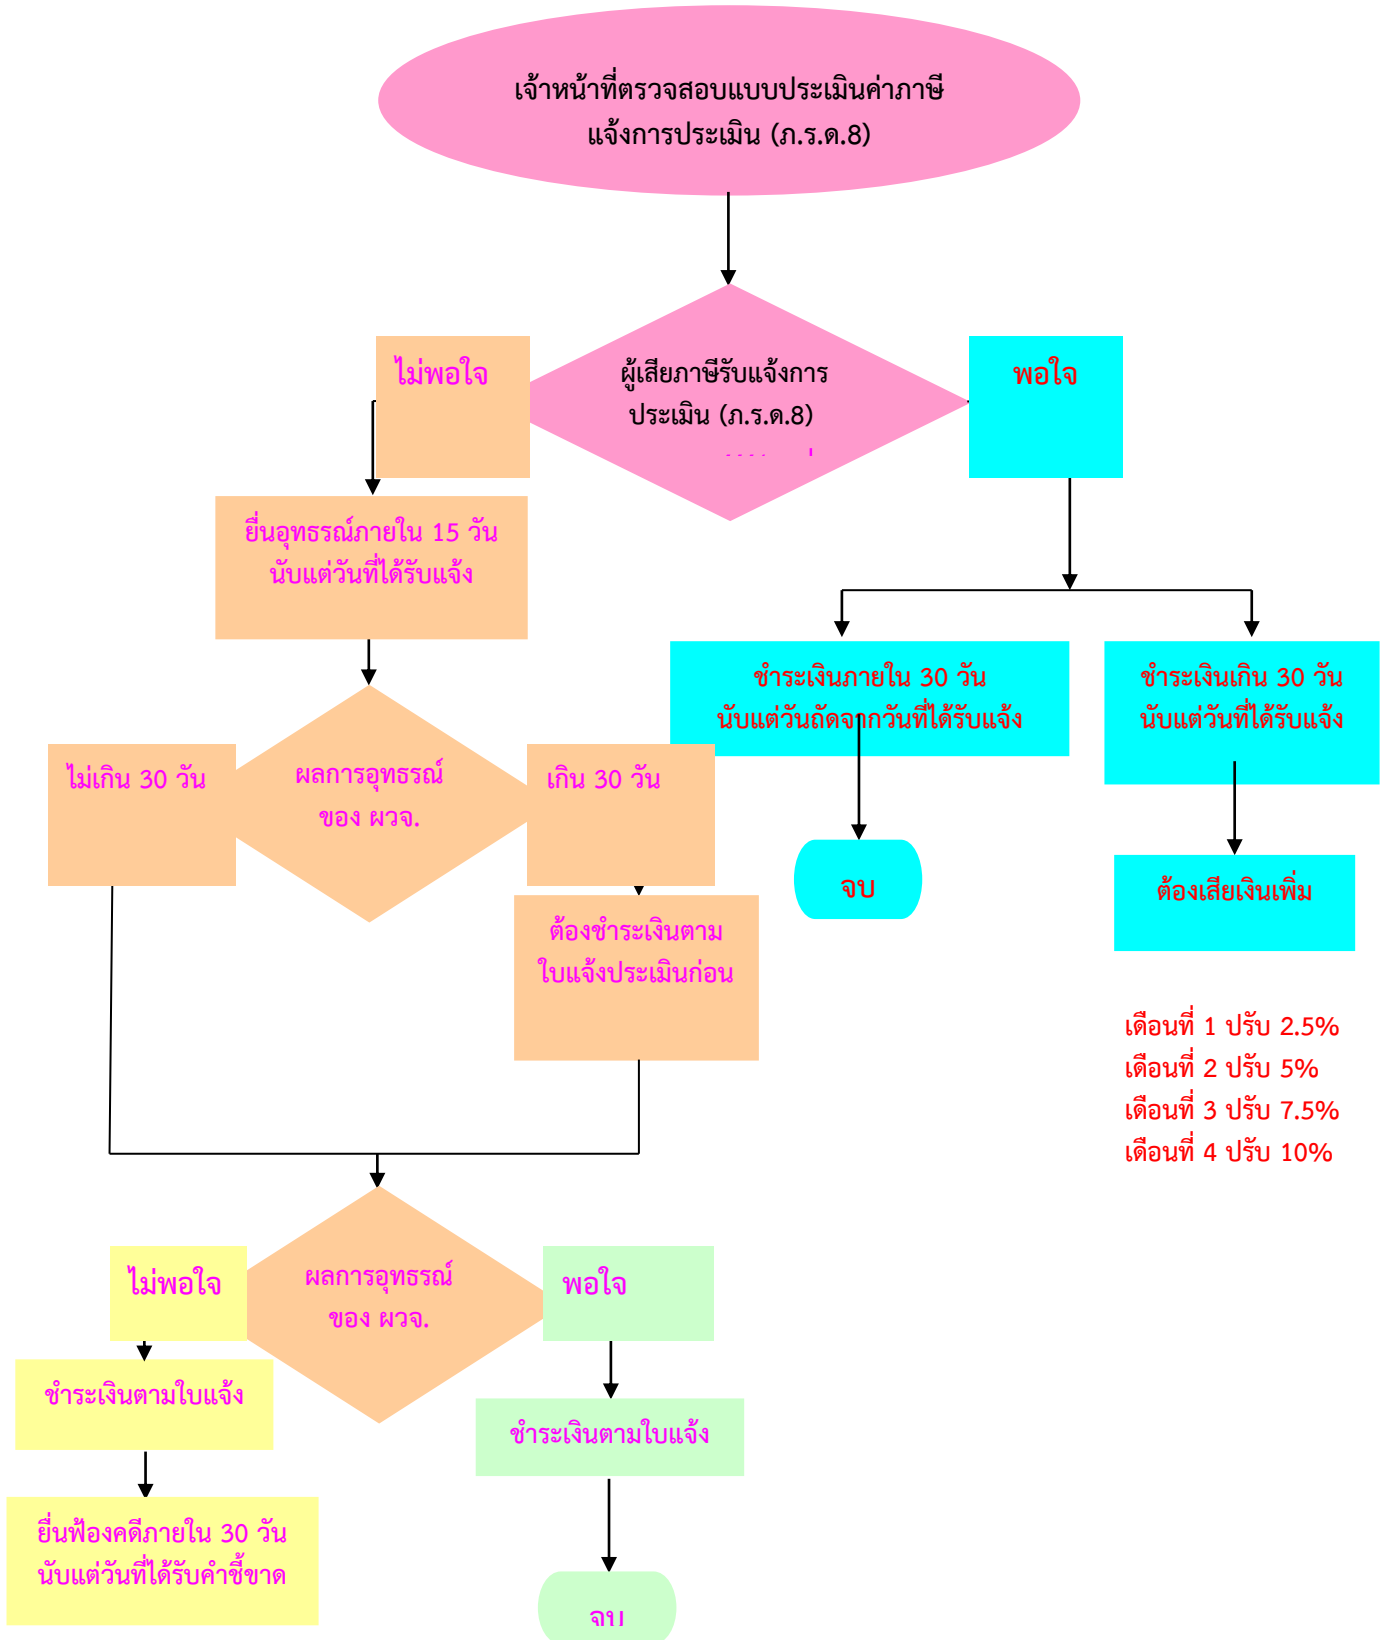 เจ้าหน้าที่ตรวจสอบแบบประเมินค่าภาษี
แจ้งการประเมิน (ภ.ร.ด.8)
ผู้เสียภาษีรับแจ้งการ
ประเมิน (ภ.ร.ด.8)
ไม่พอใจ
พอใจ
ยื่นอุทธรณ์ภายใน 15 วัน
นับแต่วันที่ได้รับแจ้ง
ชำระเงินภายใน 30 วัน
นับแต่วันถัดจากวันที่ได้รับแจ้ง
ชำระเงินเกิน 30 วัน
นับแต่วันที่ได้รับแจ้ง
ไม่เกิน 30 วัน
ผลการอุทธรณ์
ของ ผวจ.
เกิน 30 วัน
จบ
ต้องเสียเงินเพิ่ม
ต้องชำระเงินตาม
ใบแจ้งประเมินก่อน
เดือนที่ 1 ปรับ 2.5%
เดือนที่ 2 ปรับ 5%
เดือนที่ 3 ปรับ 7.5%
เดือนที่ 4 ปรับ 10%
ไม่พอใจ
ผลการอุทธรณ์
ของ ผวจ.
พอใจ
ชำระเงินตามใบแจ้ง
ชำระเงินตามใบแจ้ง
ยื่นฟ้องคดีภายใน 30 วัน
นับแต่วันที่ได้รับคำชี้ขาด
จบ